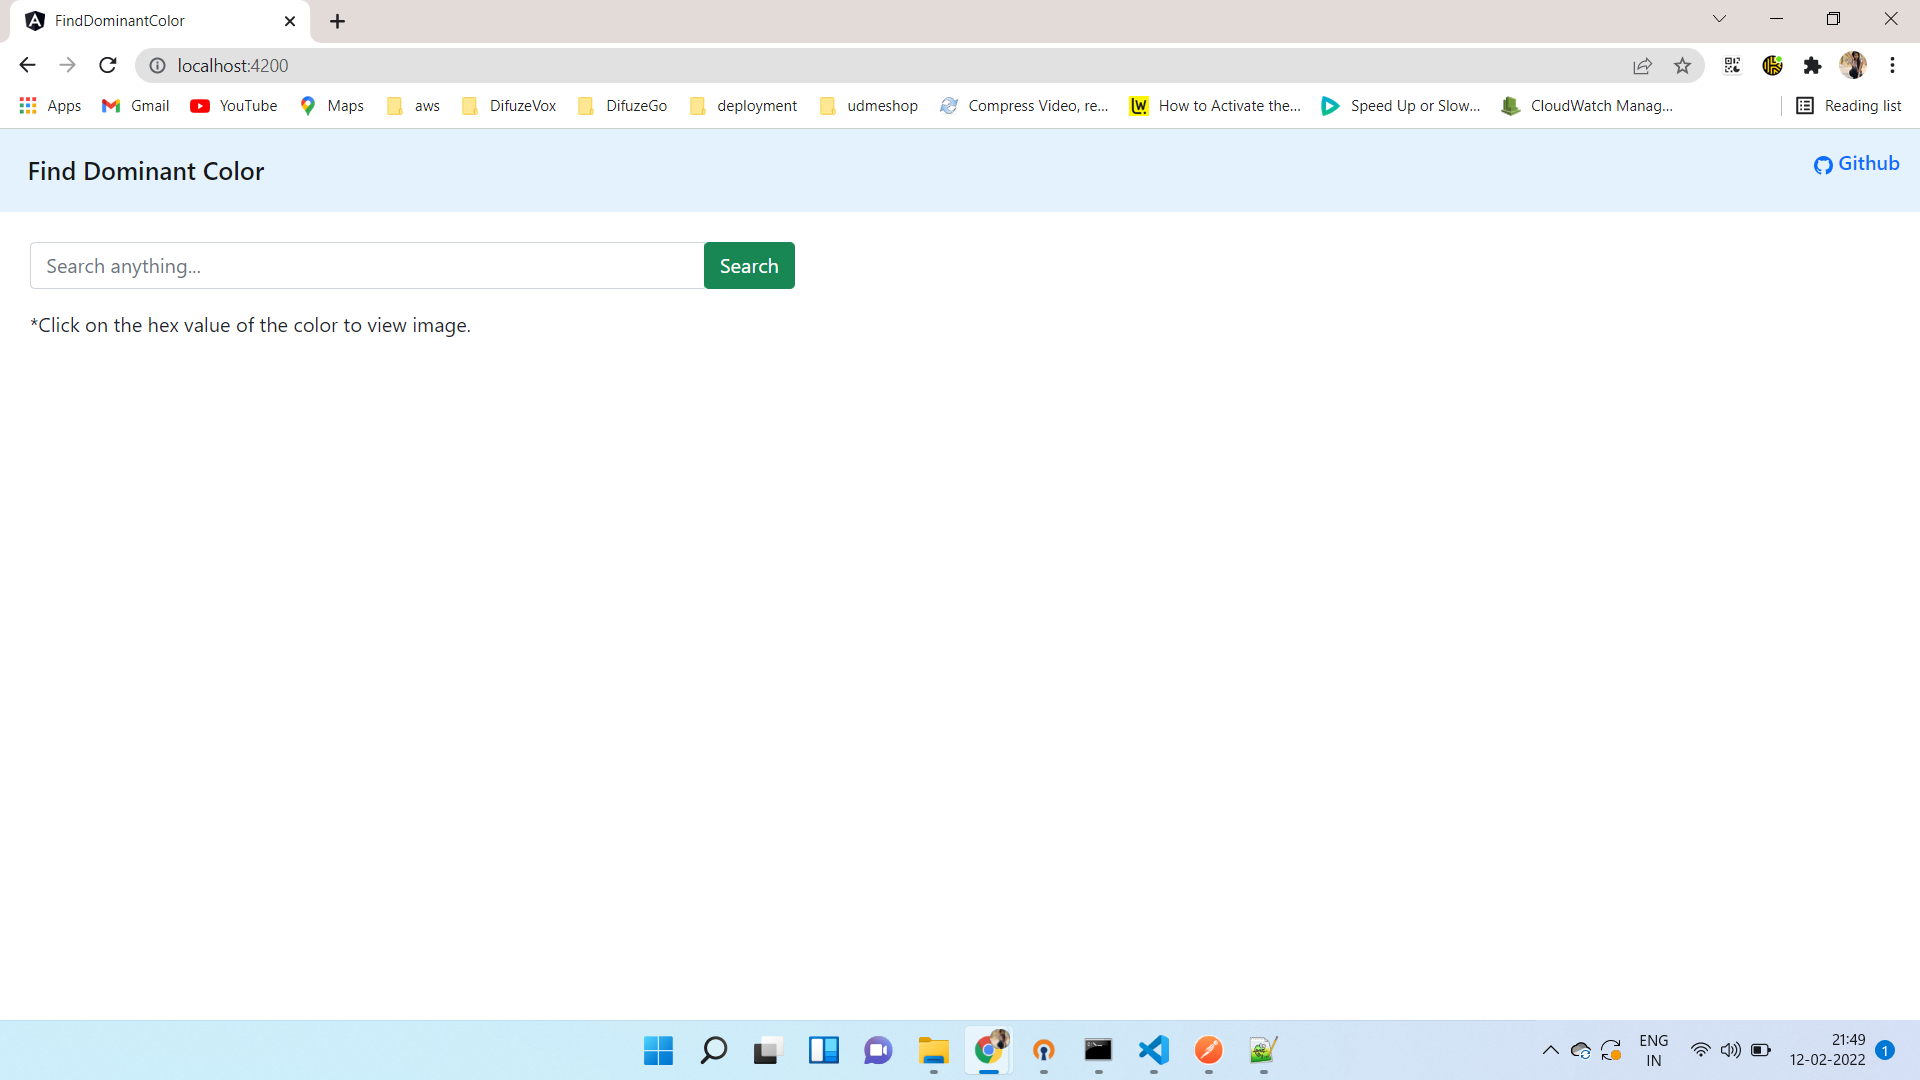 FindDominantColor
localhost:4200
Apps Gmail YouTube Maps aws DifuzeVox DifuzeGo deployment udmeshop Compress Video, re... How to Activate the... Speed Up or Slow... CloudWatch Manag... Reading list
Find Dominant Color
Github
Search anything...
Search
*Click on the hex value of the color to view image.
ENG
IN
21:49
12-02-2022
1